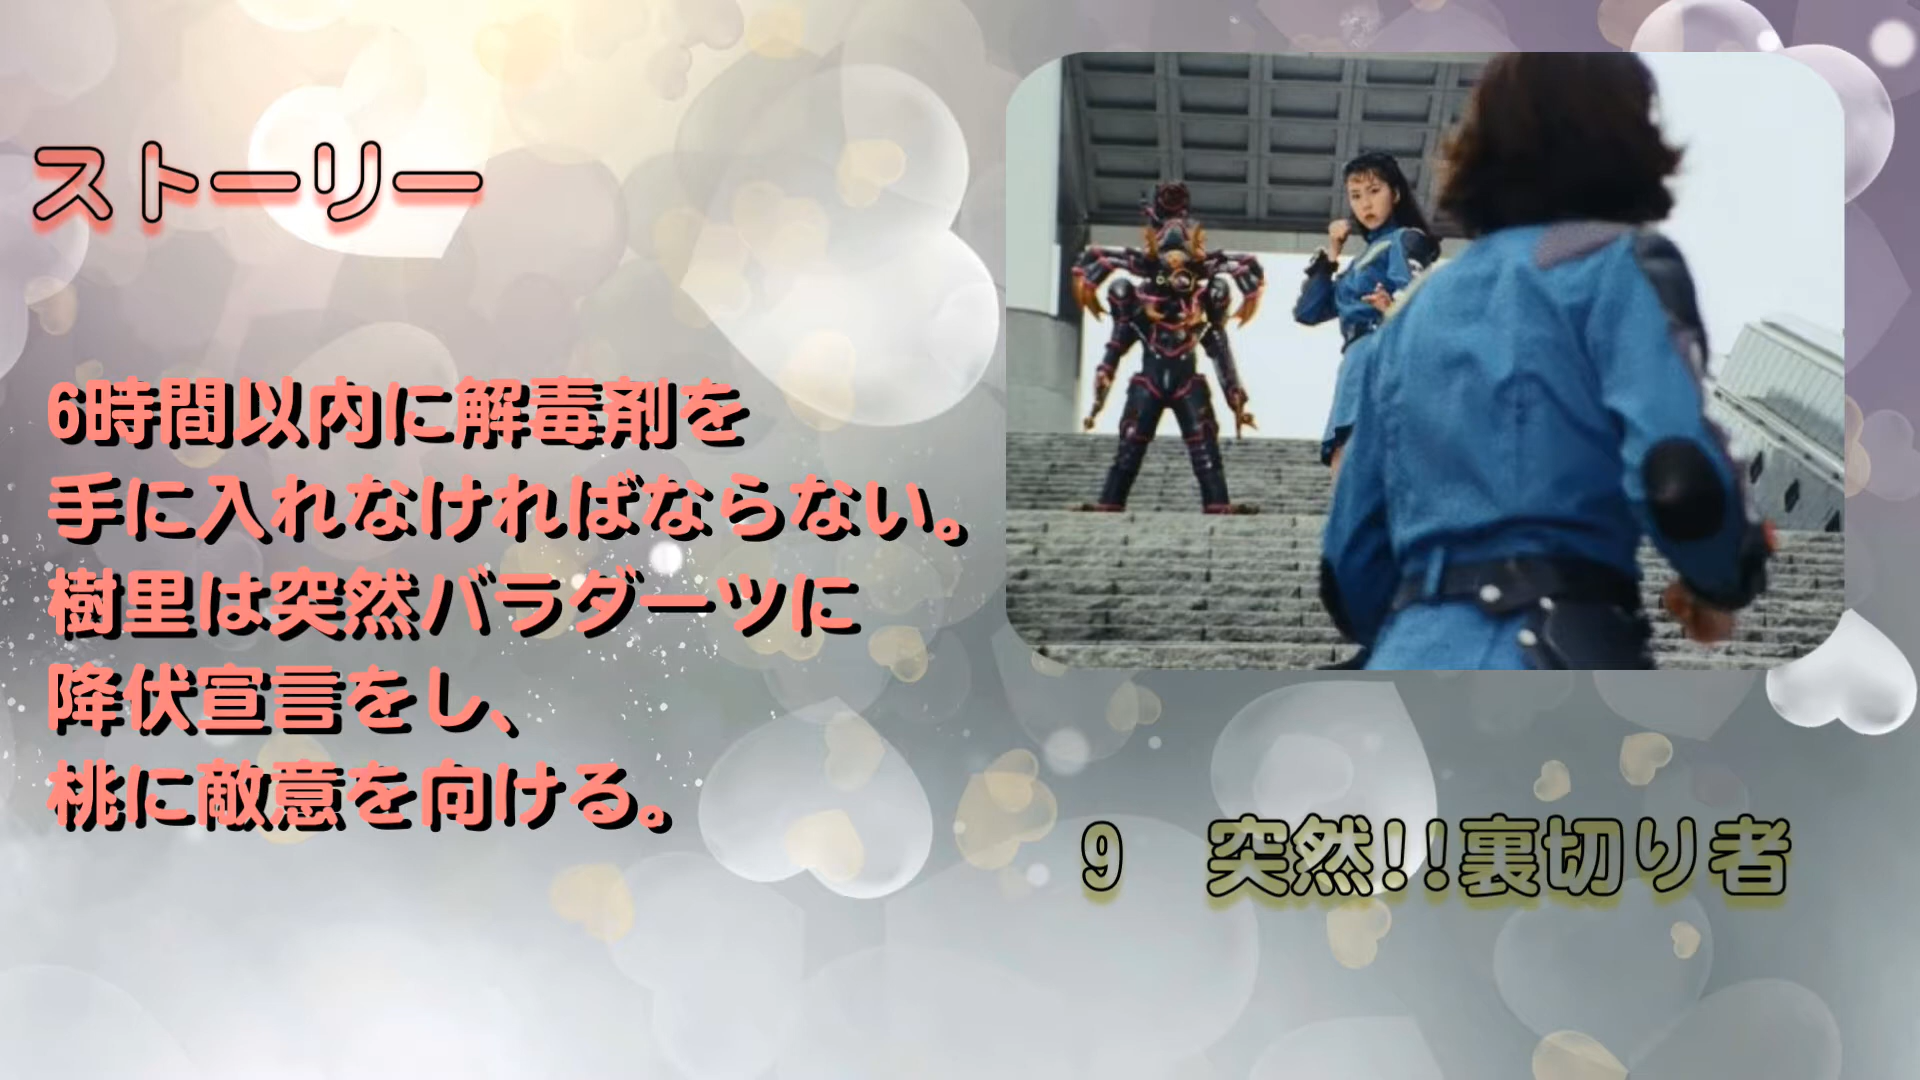 ストーリー
6時間以内に解毒剤を
手に入れなければならない。
樹里は突然バラダーツに
降伏宣言をし、
桃に敵意を向ける。
9　突然!!裏切り者